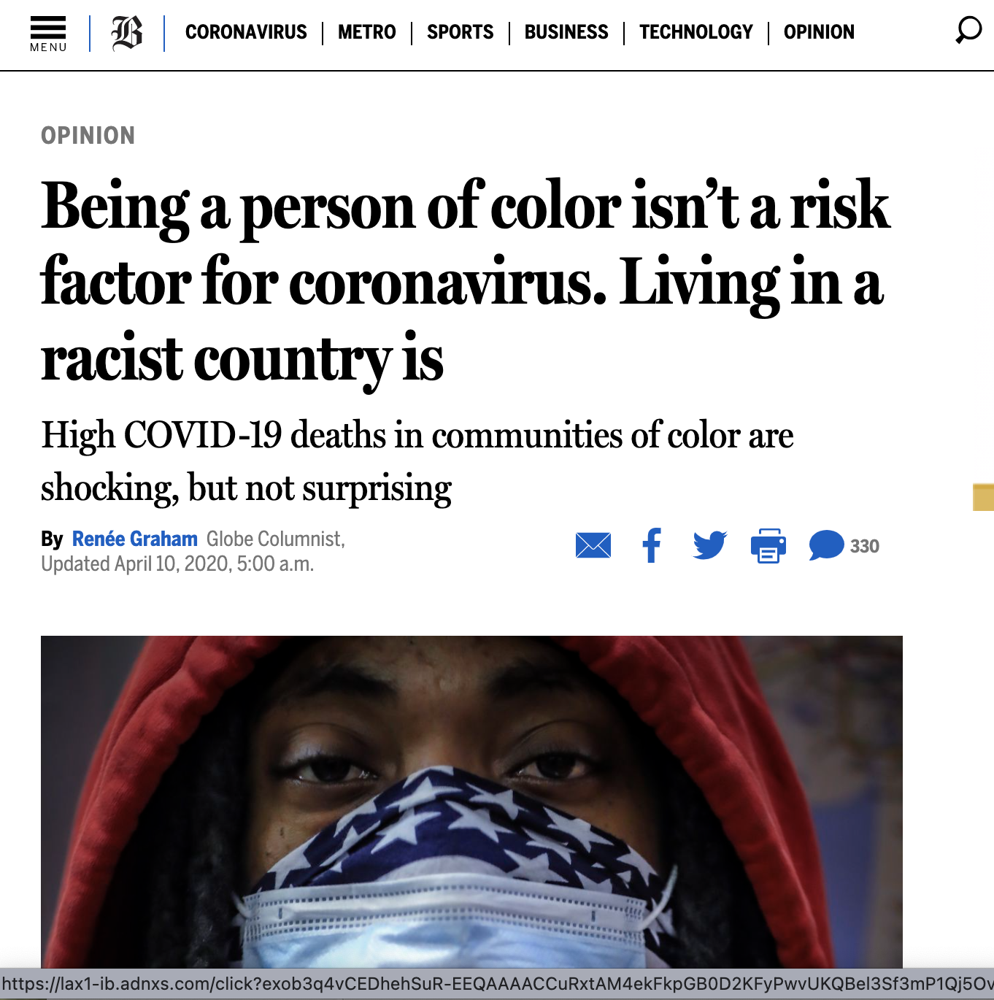 MENU
B
CORONAVIRUS
METRO
SPORTS
BUSINESS
TECHNOLOGY
OPINION
OPINION
Being a person of color isn’t a risk
factor for coronavirus. Living in a
racist country is
High COVID-19 deaths in communities of color are
shocking, but not surprising
By Renée Graham Globe Columnist,
Updated April 10, 2020, 5:00 a.m.
330
https://lax1-ib.adnxs.com/click?exob3q4vCEDhehSuR-EEQAAAACCuRxtAM4ekFkpGB0D2KFyPwvUKQBel3Sf3mP1Qj5Ov